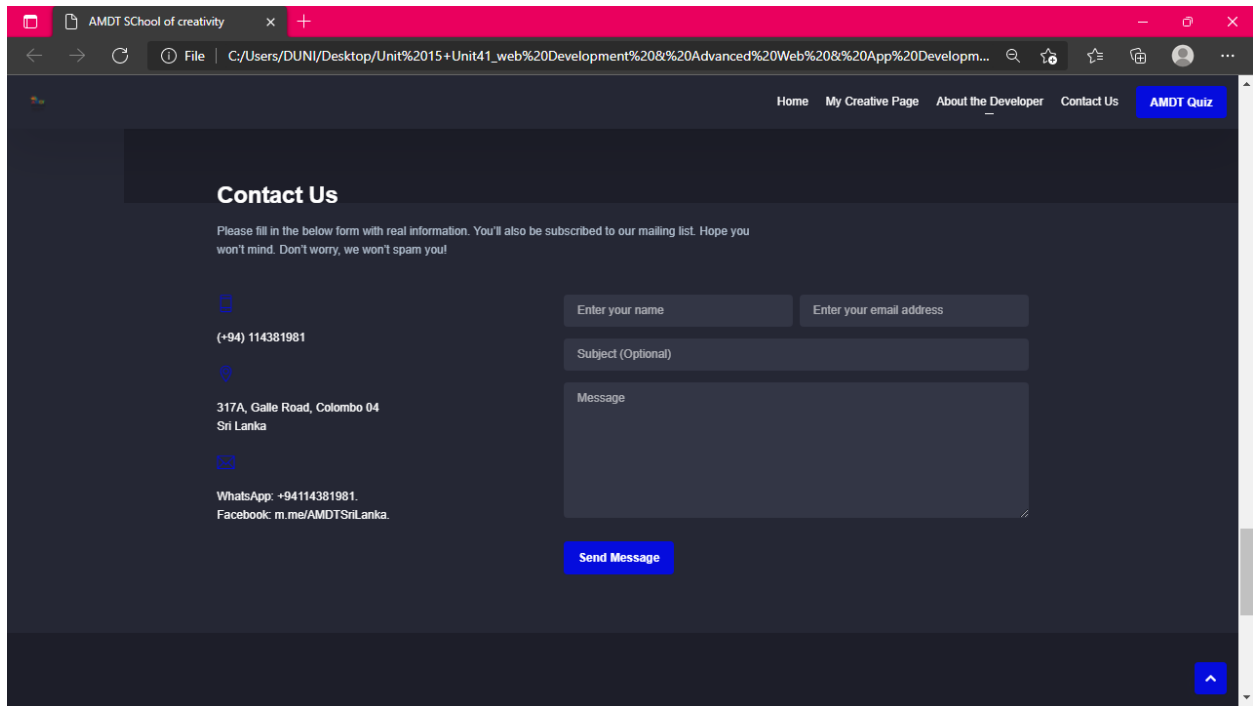 AMDT SChool of creativity
File C:/Users/DUNI/Desktop/Unit%2015+Unit41_web%20Development%20&%20Advanced%20Web%20&%20App%20Developm...
Home My Creative Page About the Developer Contact Us AMDT Quiz
Contact Us
Please fill in the below form with real information. You'll also be subscribed to our mailing list. Hope you
won't mind. Don't worry, we won't spam you!
(+94) 114381981
317A, Galle Road, Colombo 04
Sri Lanka
WhatsApp: +94114381981.
Facebook: m.me/AMDTSriLanka.
Enter your name Enter your email address
Subject (Optional)
Message
Send Message